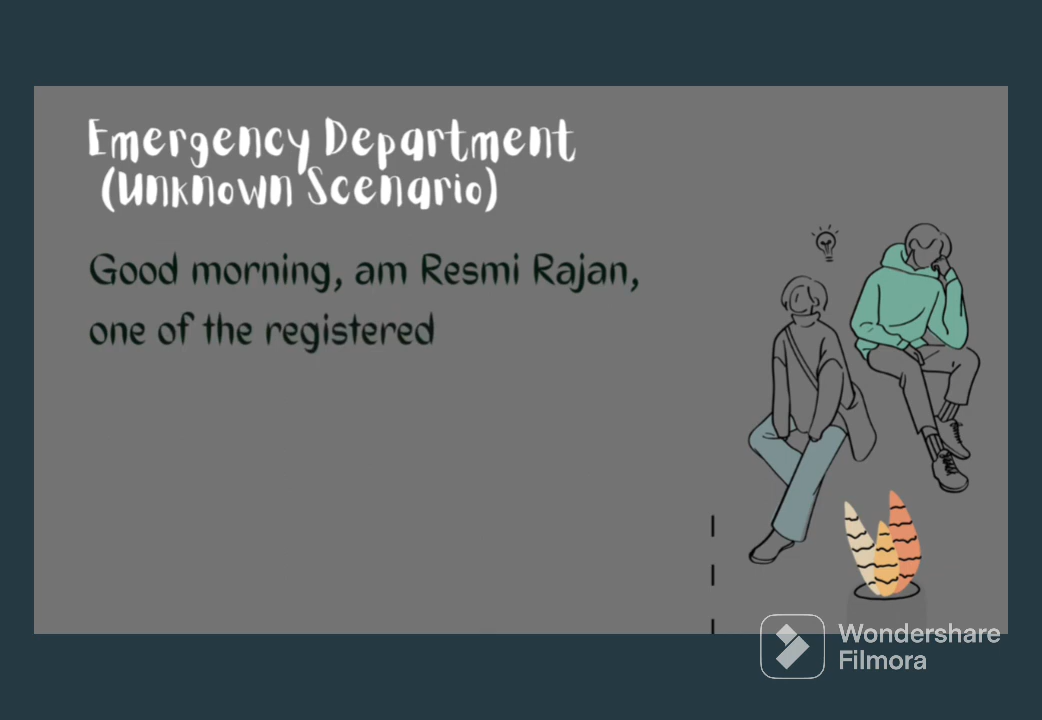 Emergency Department
(Unknown Scenario)
Good morning, am Resmi Rajan,
one of the registered
Wondershare
Filmora